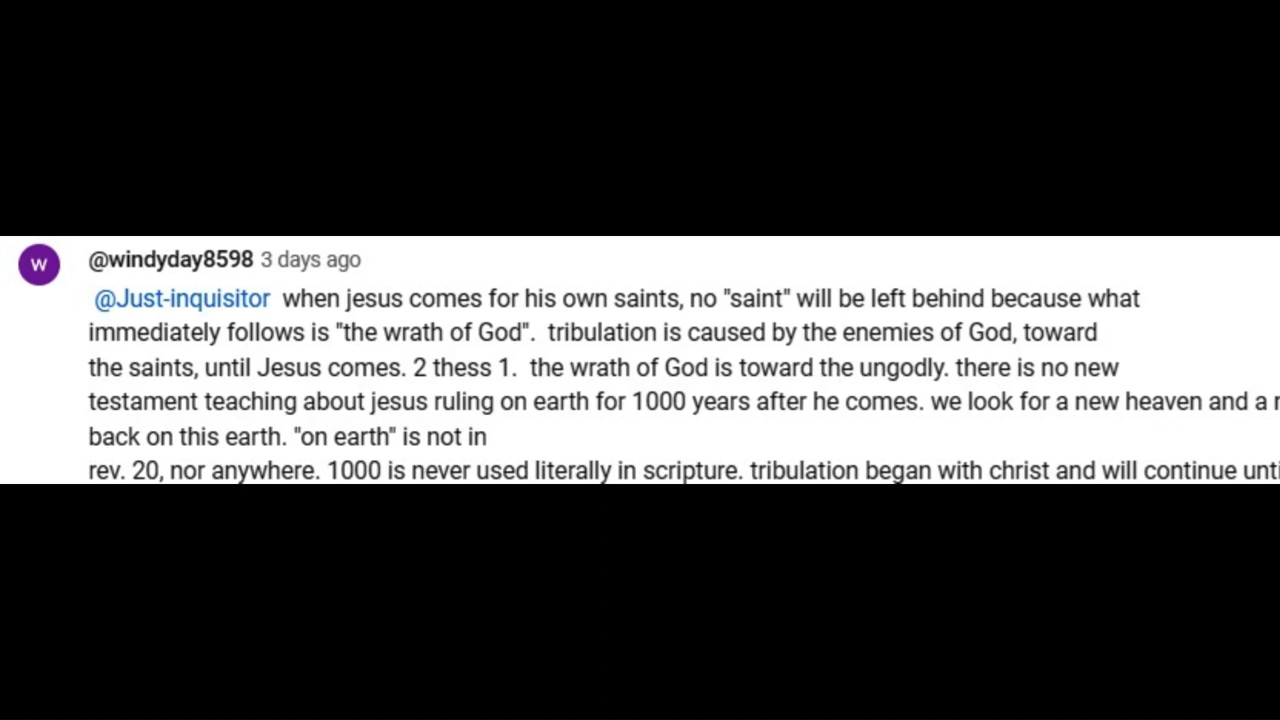 W
@windyday8598 3 days ago
@Just-inquisitor when jesus comes for his own saints, no "saint" will be left behind because what
immediately follows is "the wrath of God". tribulation is caused by the enemies of God, toward
the saints, until Jesus comes. 2 thess 1. the wrath of God is toward the ungodly. there is no new
testament teaching about jesus ruling on earth for 1000 years after he comes. we look for a new heaven and a
back on this earth. "on earth" is not in
rev. 20, nor anywhere. 1000 is never used literally in scripture. tribulation began with christ and will continue